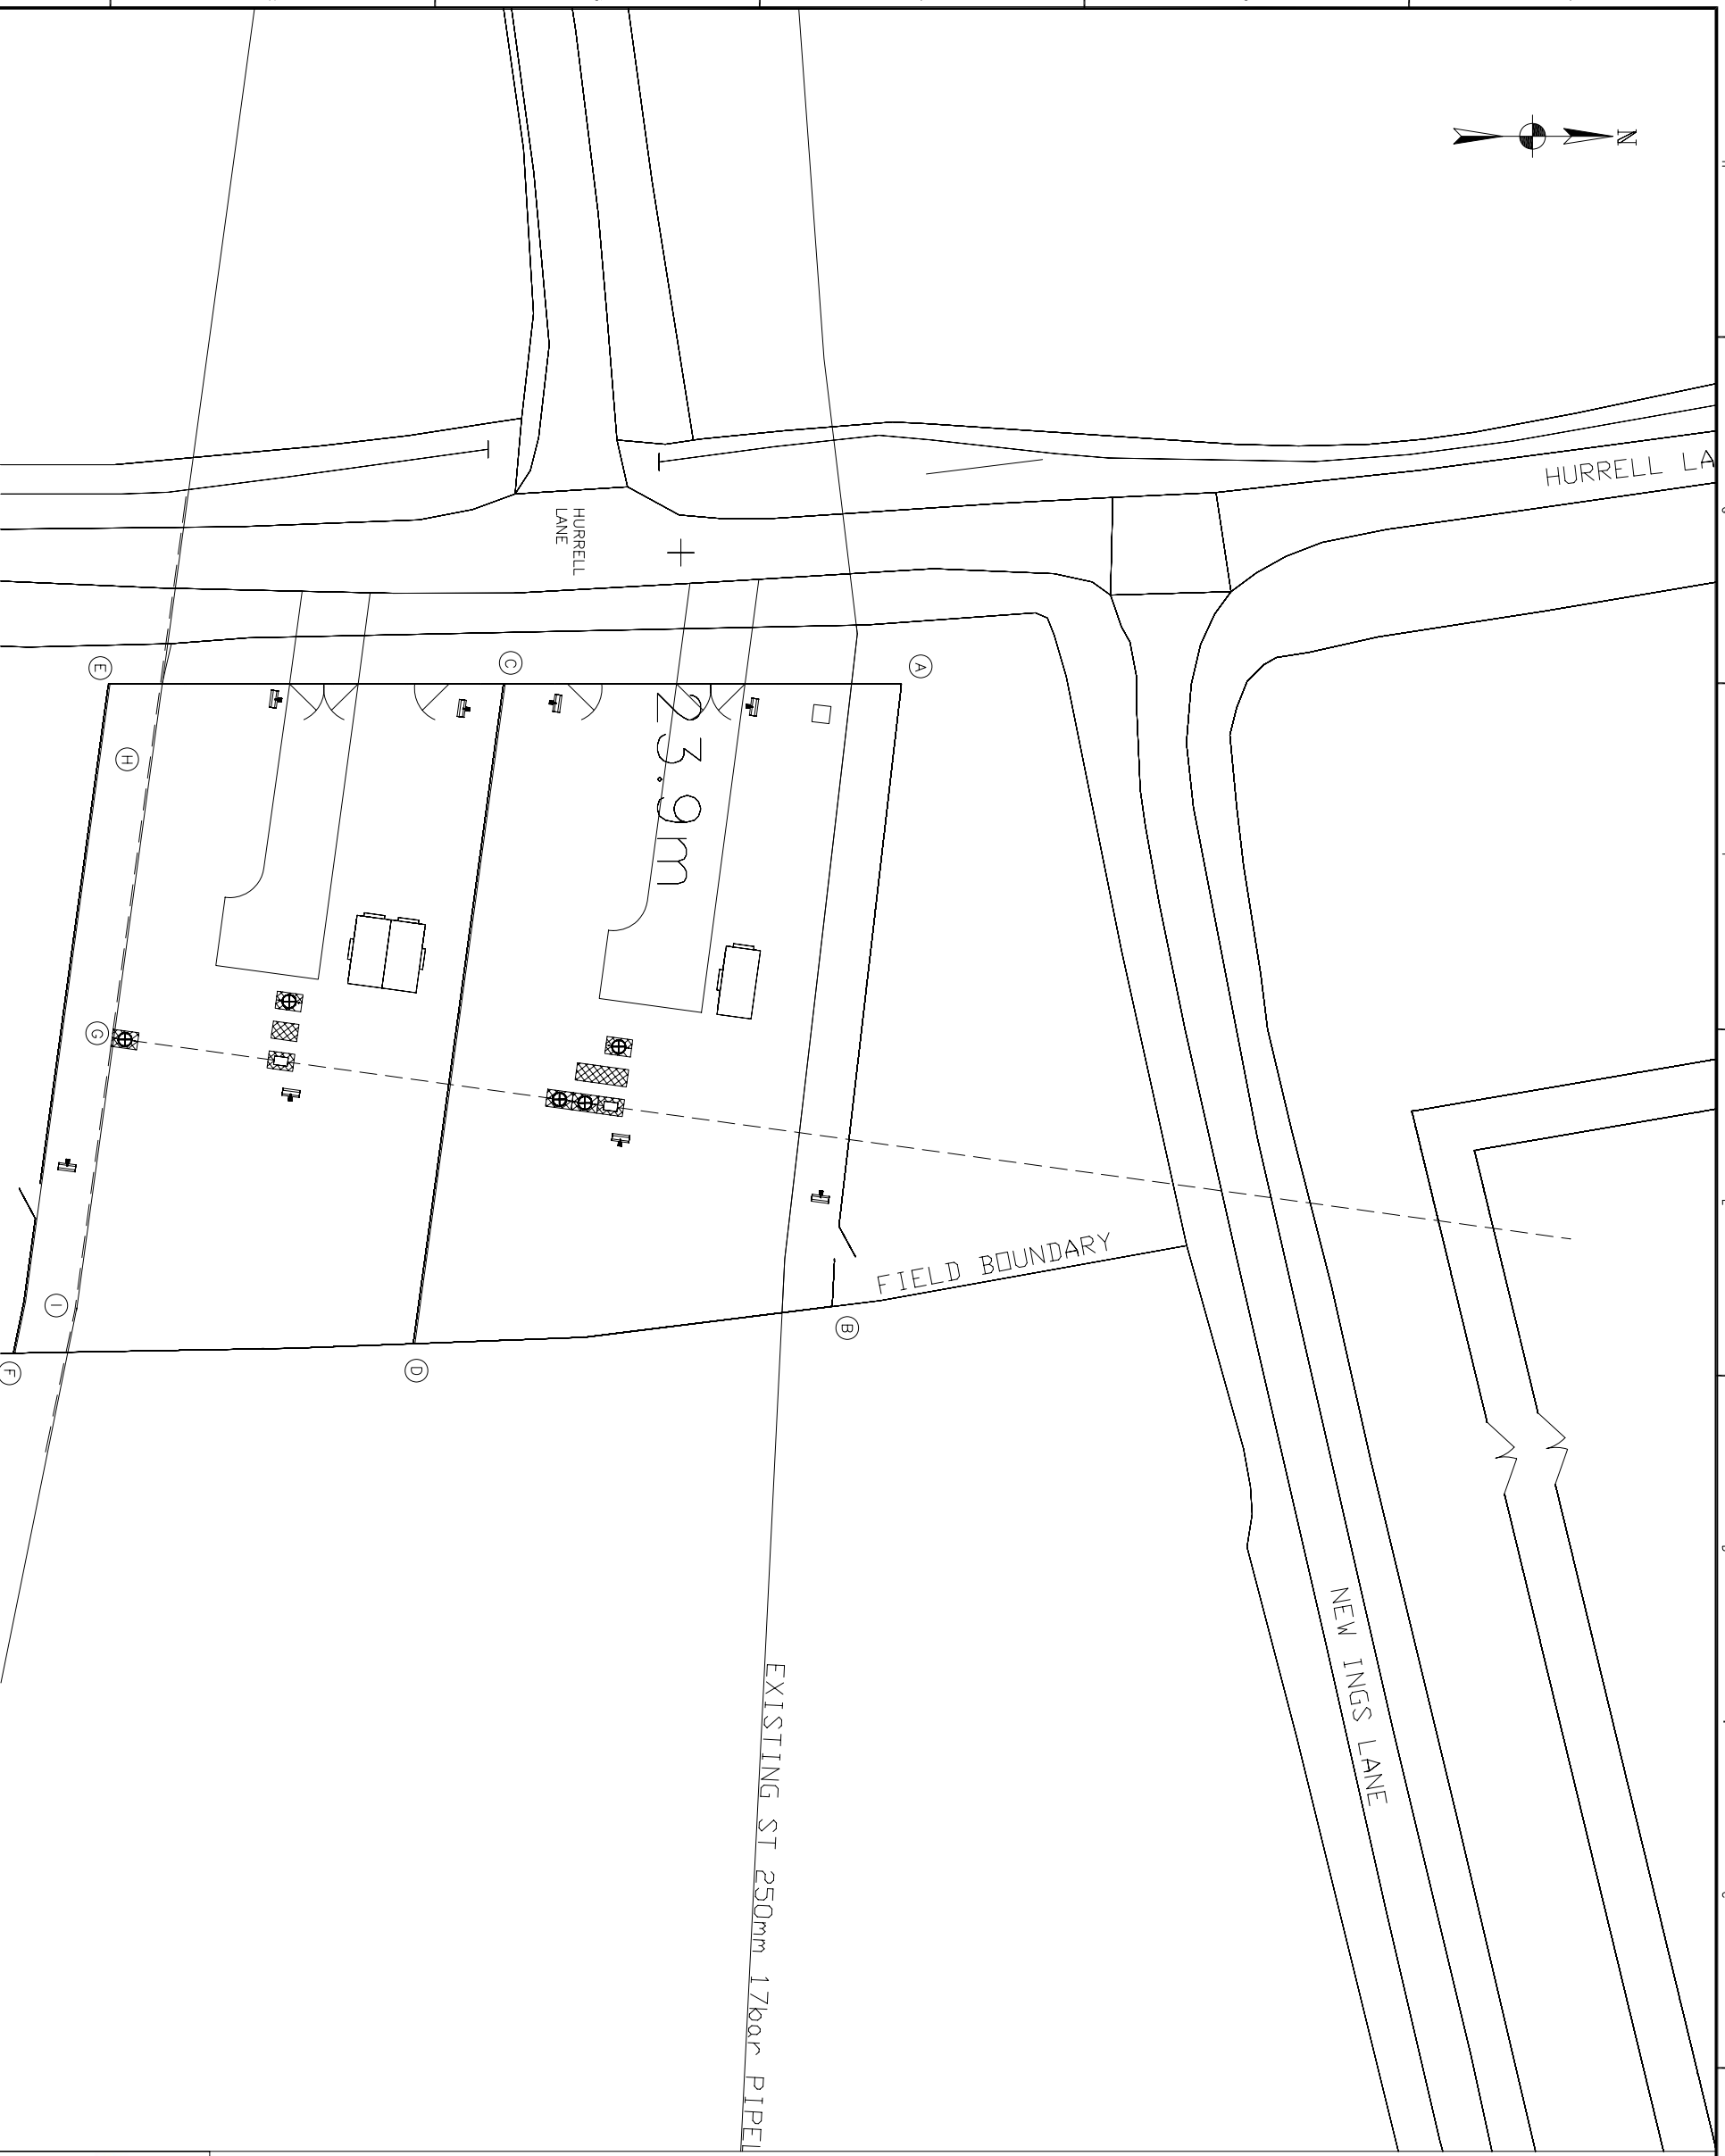 N
HURRELL LA
HURRELL
LANE
E
C
A
23.9m
H
G
I
FIELD BOUNDARY
B
D
F
NEW INGS LANE
EXISTING ST 250mm 17bar PIPEL